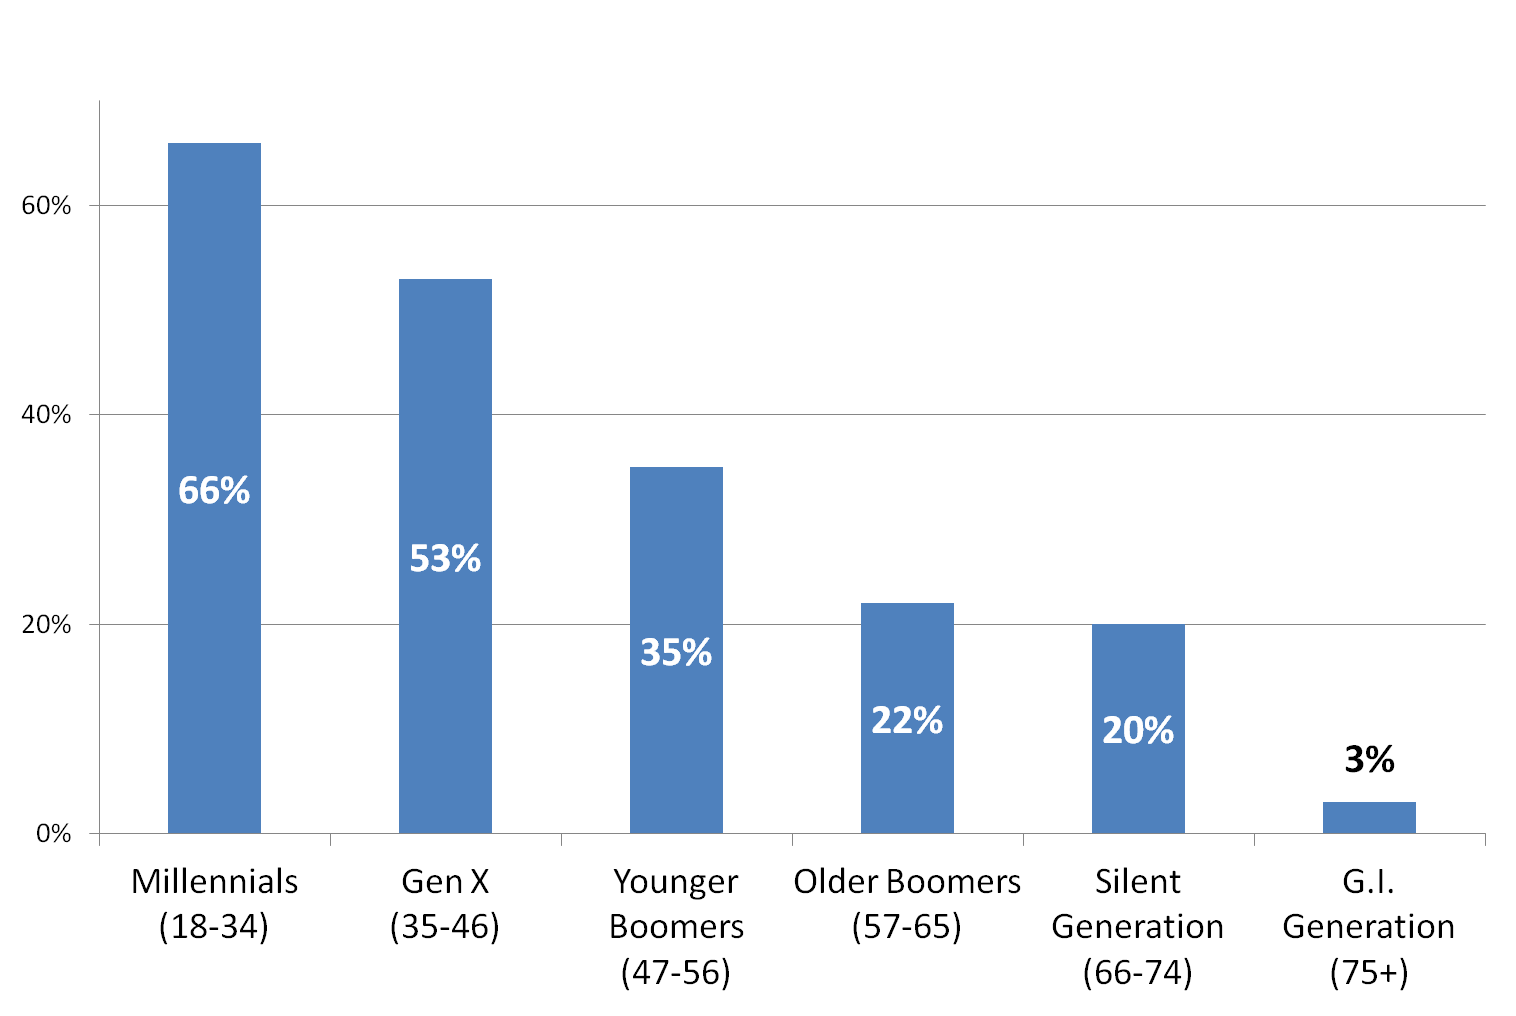 60%
40%
20%
0%
66%
53%
35%
22%
20%
3%
Millennials
(18-34)
Gen X
(35-46)
Younger
Boomers
(47-56)
Older Boomers
(57-65)
Silent
Generation
(66-74)
G.I.
Generation
(75+)